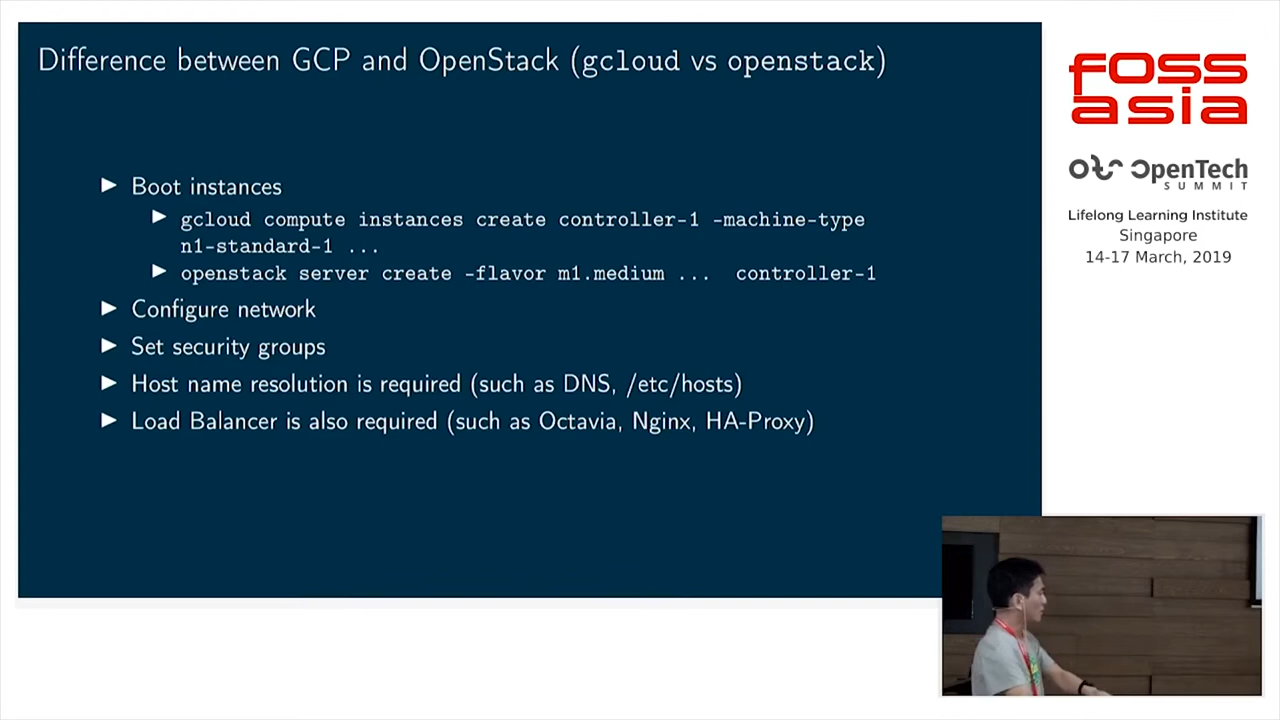 Difference between GCP and OpenStack (gcloud vs openstack)
Boot instances
gcloud compute instances create controller-1 -machine-type
n1-standard-1 ...
openstack server create -flavor m1.medium ... controller-1
Configure network
Set security groups
Host name resolution is required (such as DNS, /etc/hosts)
Load Balancer is also required (such as Octavia, Nginx, HA-Proxy)
FOSS
asia
OpenTech
SUMMIT
Lifelong Learning Institute
Singapore
14-17 March, 2019